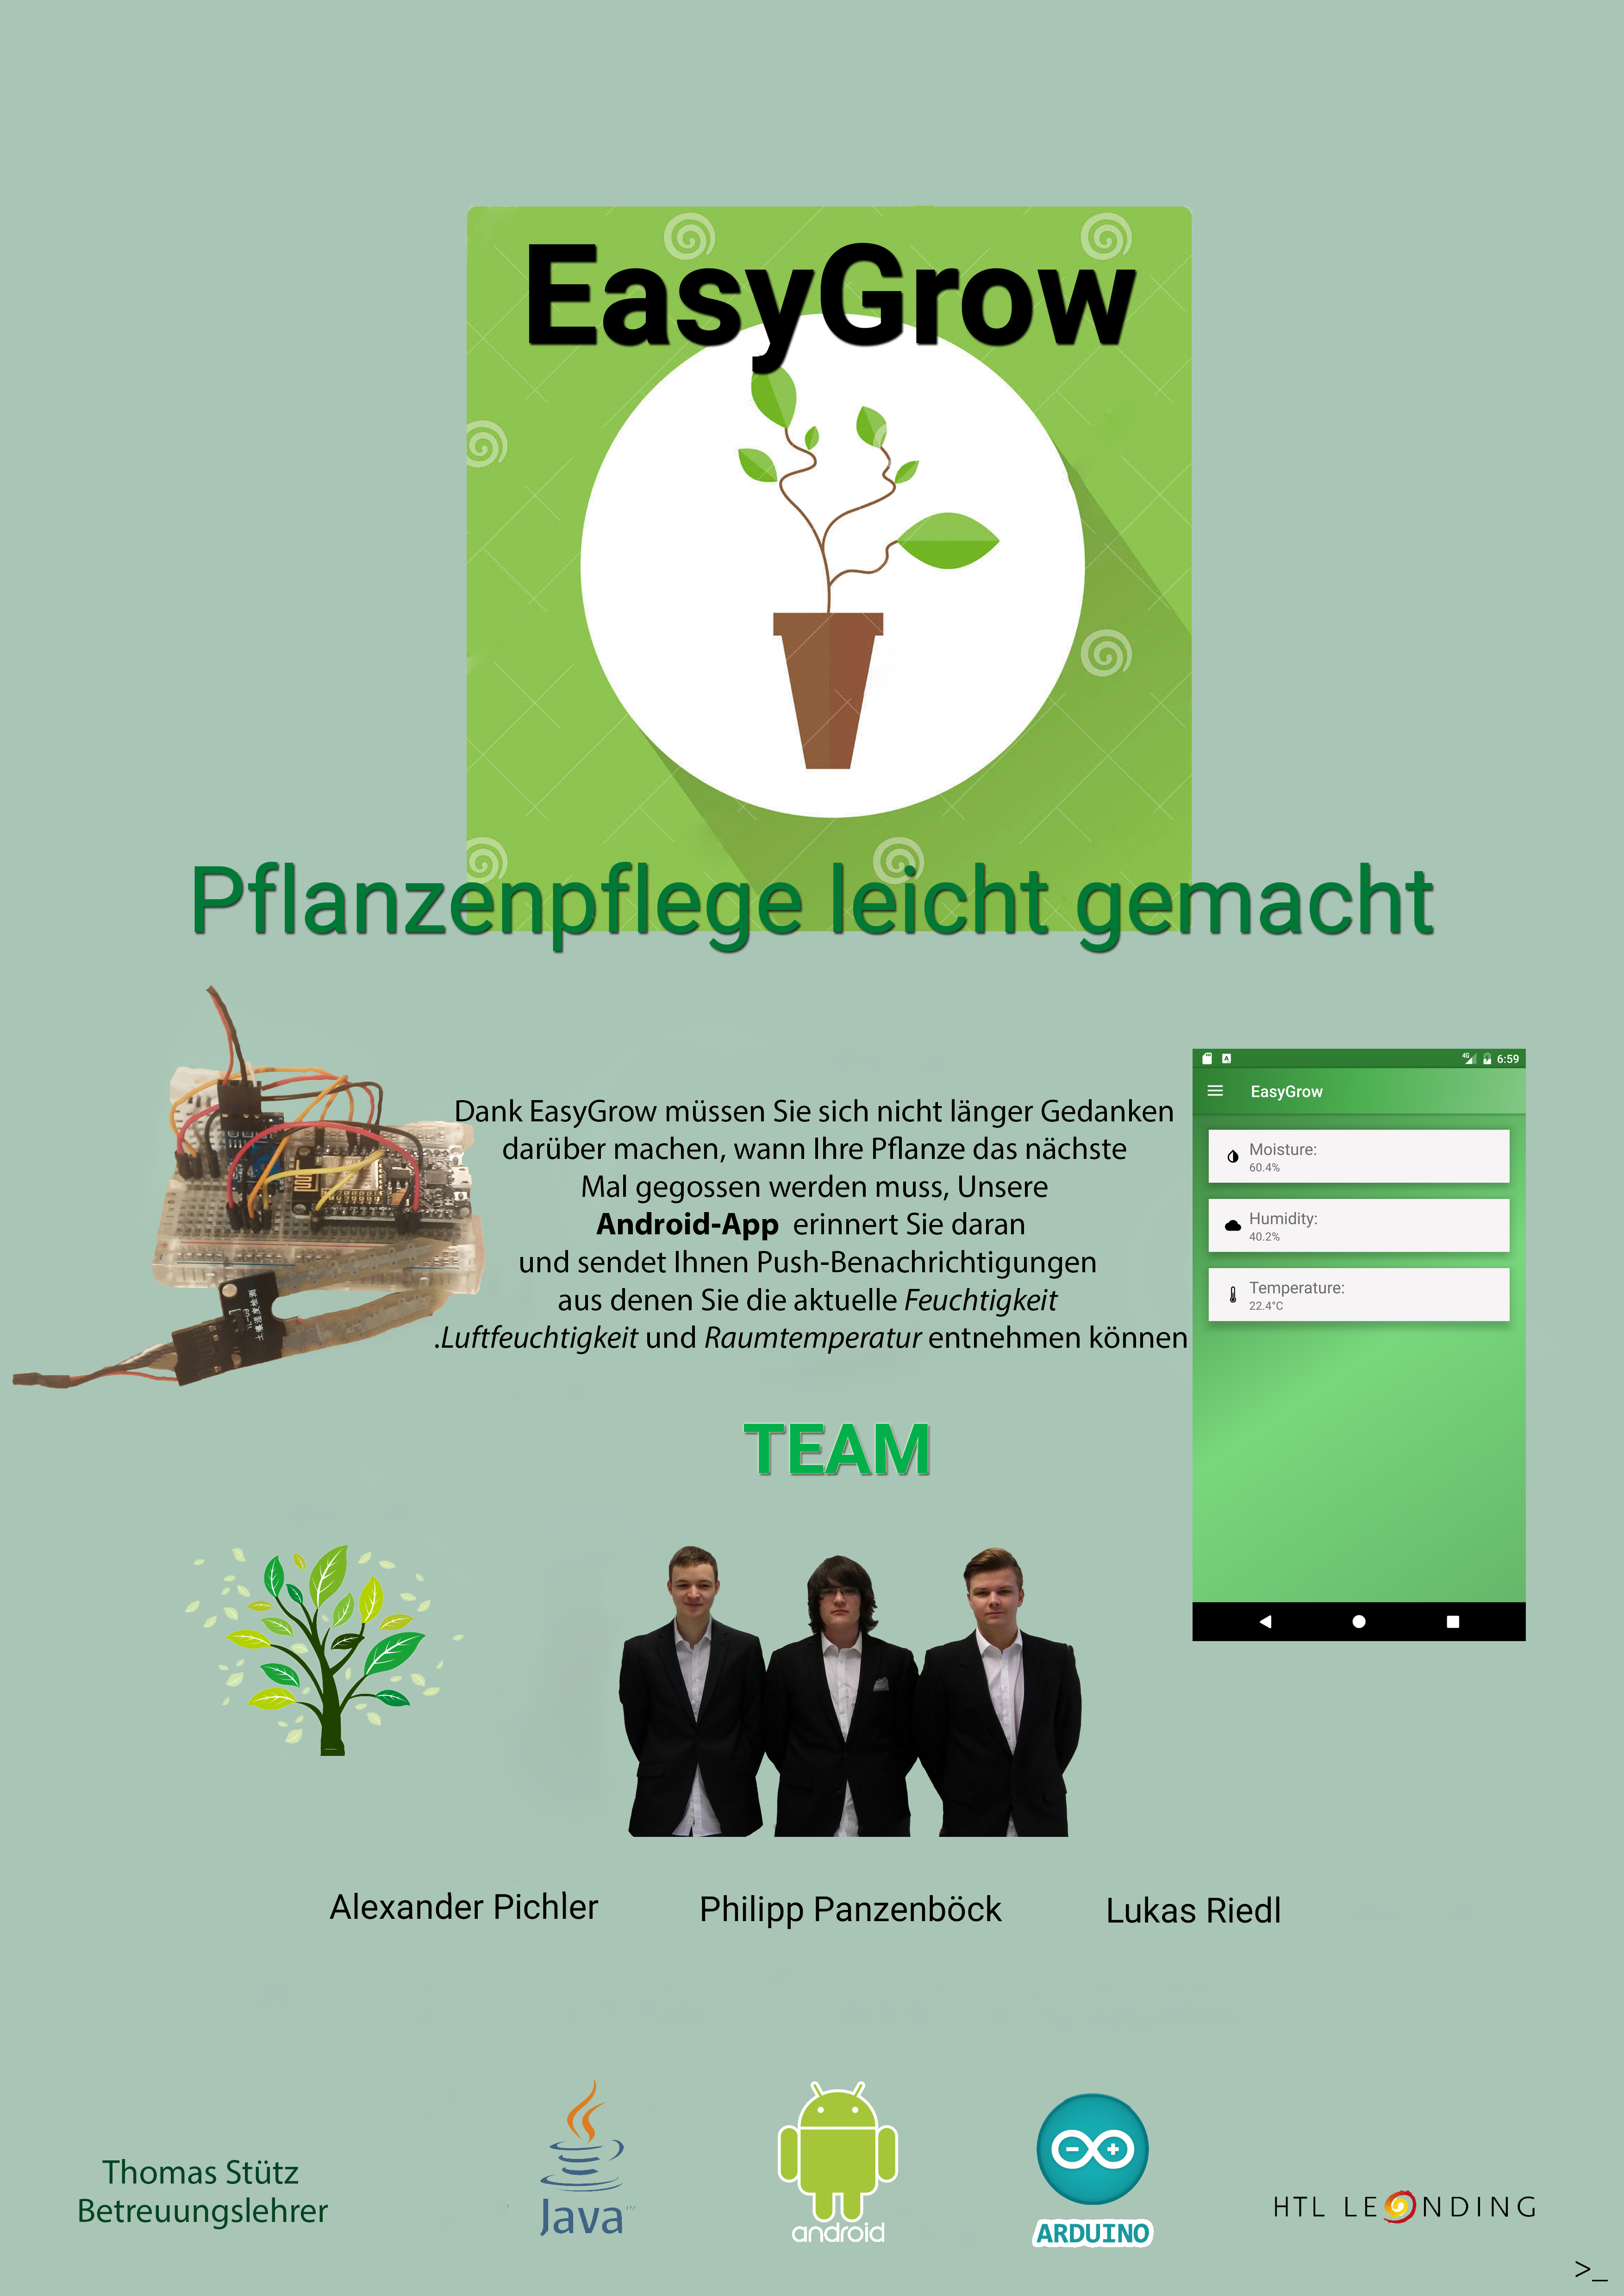 EasyGrow
Pflanzenpflege leicht gemacht
Dank EasyGrow müssen Sie sich nicht länger Gedanken
darüber machen, wann Ihre Pflanze das nächste
Mal gegossen werden muss, Unsere
Android-App erinnert Sie daran
und sendet Ihnen Push-Benachrichtigungen
aus denen Sie die aktuelle Feuchtigkeit
.Luftfeuchtigkeit und Raumtemperatur entnehmen können
4G 6:59
EasyGrow
Moisture:
60.4%
Humidity:
40.2%
Temperature:
22.4°C
TEAM
Alexander Pichler
Philipp Panzenböck
Lukas Riedl
Thomas Stütz
Betreuungslehrer
Java™
android
ARDUINO
HTL LEONDING
>_